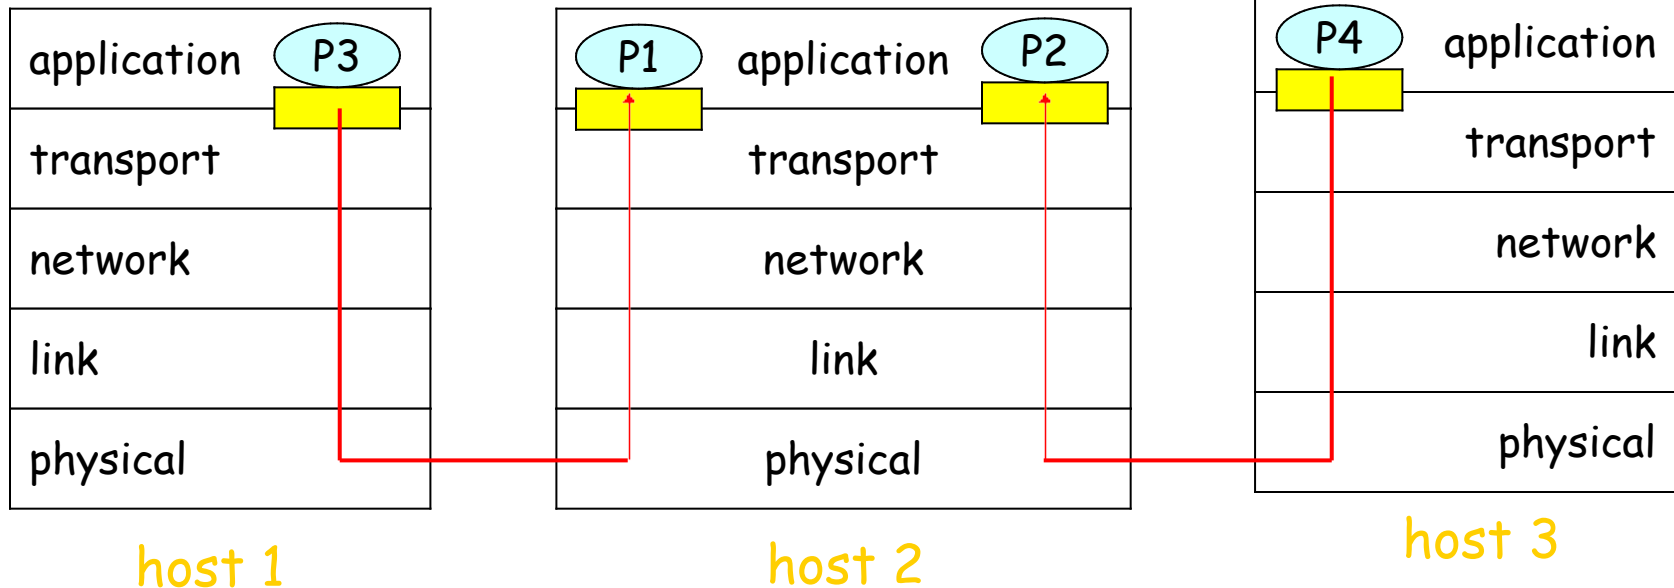 application
P3
transport
network
link
physical
host 1
P1
application
P2
transport
network
link
physical
host 2
P4
application
transport
network
link
physical
host 3